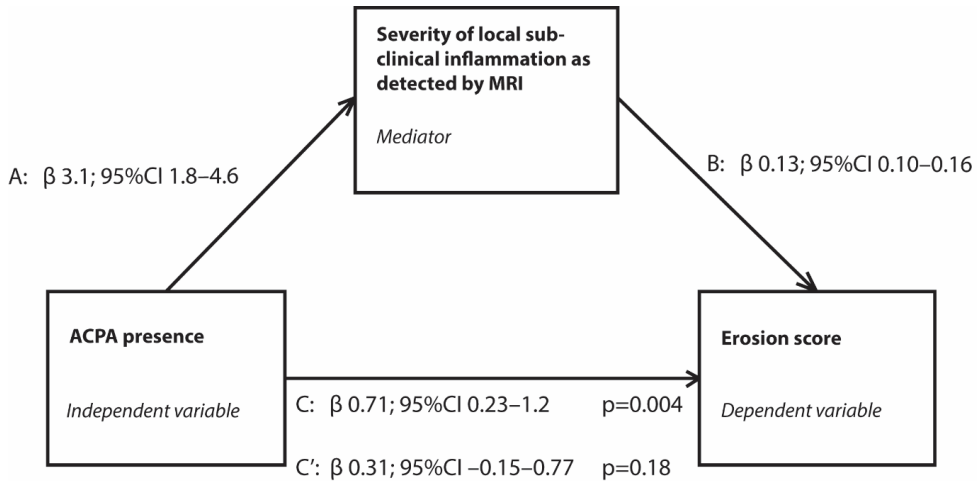 Severity of local sub-
clinical inflammation as
detected by MRI
Mediator
A: β 3.1; 95%CI 1.8–4.6
B: β 0.13; 95%CI 0.10–0.16
ACPA presence
Independent variable
Erosion score
Dependent variable
C: β 0.71; 95%CI 0.23–1.2 p=0.004
C’: β 0.31; 95%CI –0.15–0.77 p=0.18